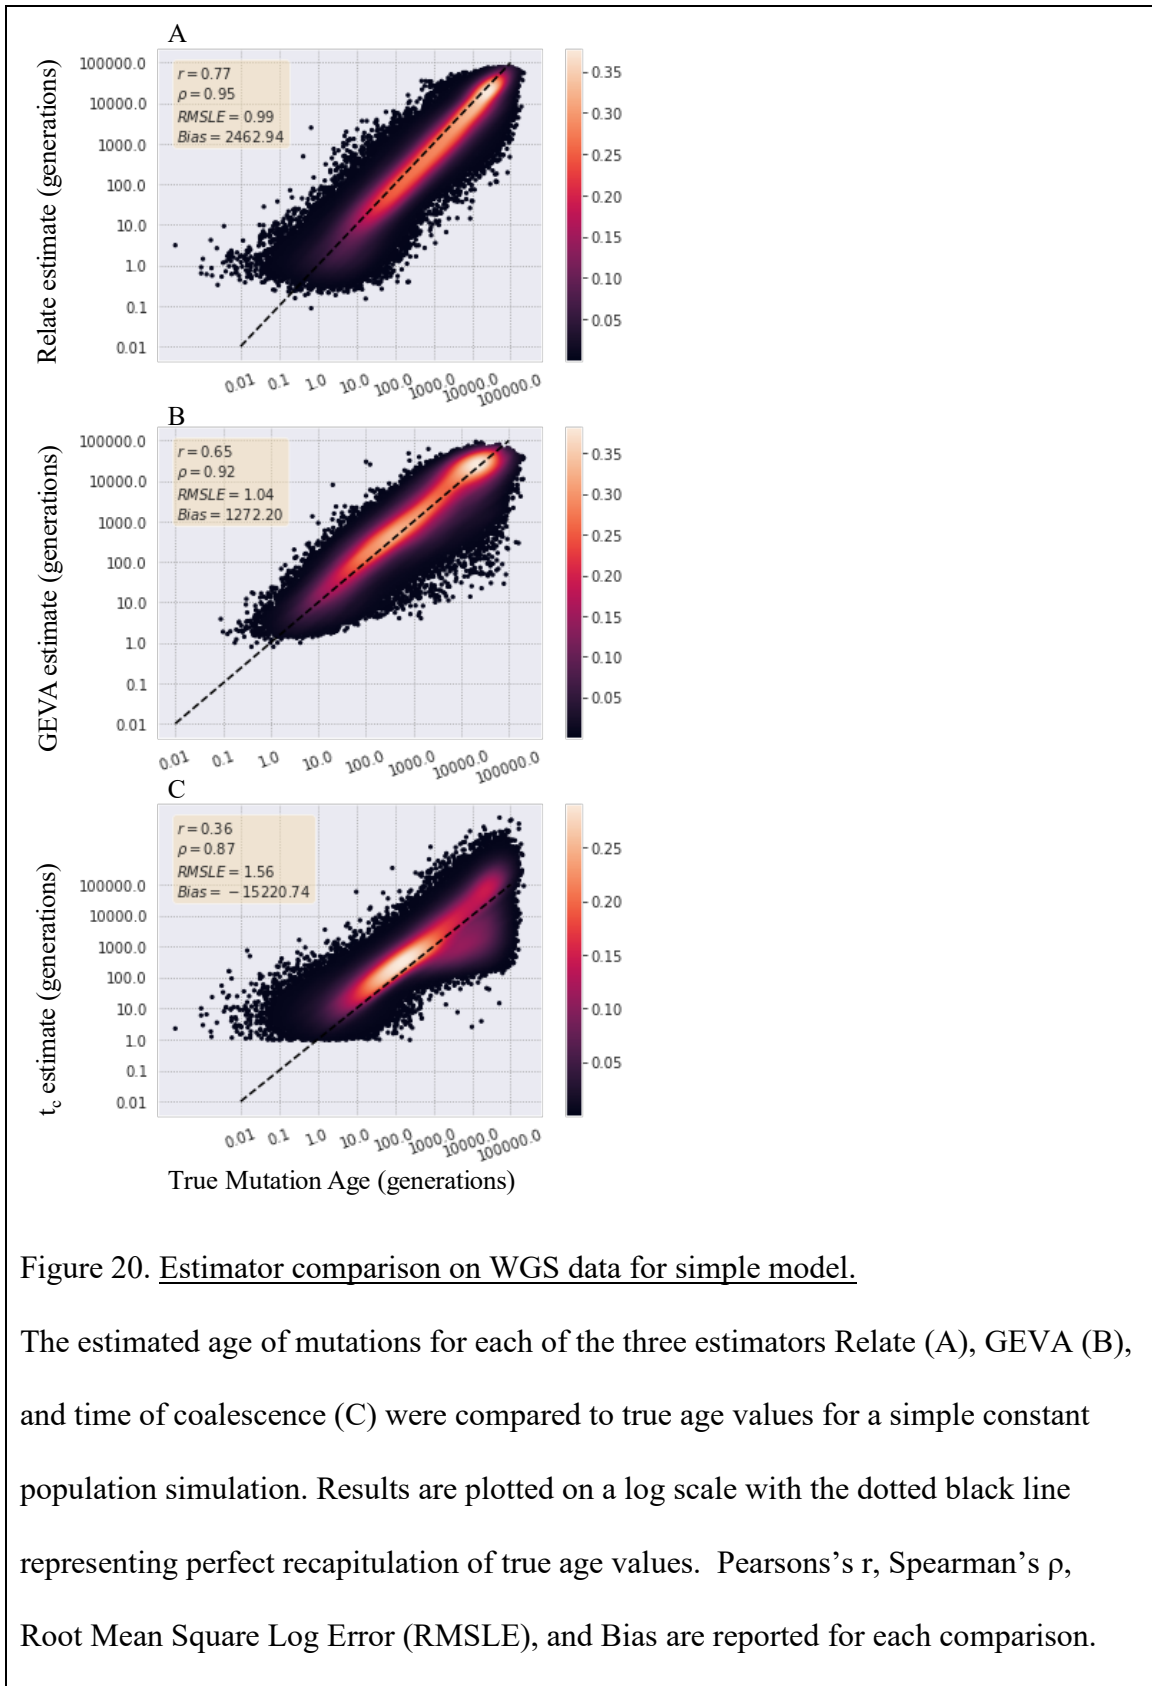 A
Relate estimate (generations)
100000.0
10000.0
1000.0
100.0
10.0
1.0
0.1
0.01
r = 0.77
ρ = 0.95
RMSLE = 0.99
Bias = 2462.94
0.35
0.30
0.25
0.20
0.15
0.10
0.05
0.01 0.1 1.0 10.0 100.0 1000.0 10000.0 100000.0
B
GEVA estimate (generations)
100000.0
10000.0
1000.0
100.0
10.0
1.0
0.1
0.01
r = 0.65
ρ = 0.92
RMSLE = 1.04
Bias = 1272.20
0.35
0.30
0.25
0.20
0.15
0.10
0.05
0.01 0.1 1.0 10.0 100.0 1000.0 10000.0 100000.0
C
t_c estimate (generations)
100000.0
10000.0
1000.0
100.0
10.0
1.0
0.1
0.01
r = 0.36
ρ = 0.87
RMSLE = 1.56
Bias = −15220.74
0.25
0.20
0.15
0.10
0.05
0.01 0.1 1.0 10.0 100.0 1000.0 10000.0 100000.0
True Mutation Age (generations)
Figure 20. Estimator comparison on WGS data for simple model.
The estimated age of mutations for each of the three estimators Relate (A), GEVA (B),
and time of coalescence (C) were compared to true age values for a simple constant
population simulation. Results are plotted on a log scale with the dotted black line
representing perfect recapitulation of true age values.  Pearsons's r, Spearman's ρ,
Root Mean Square Log Error (RMSLE), and Bias are reported for each comparison.